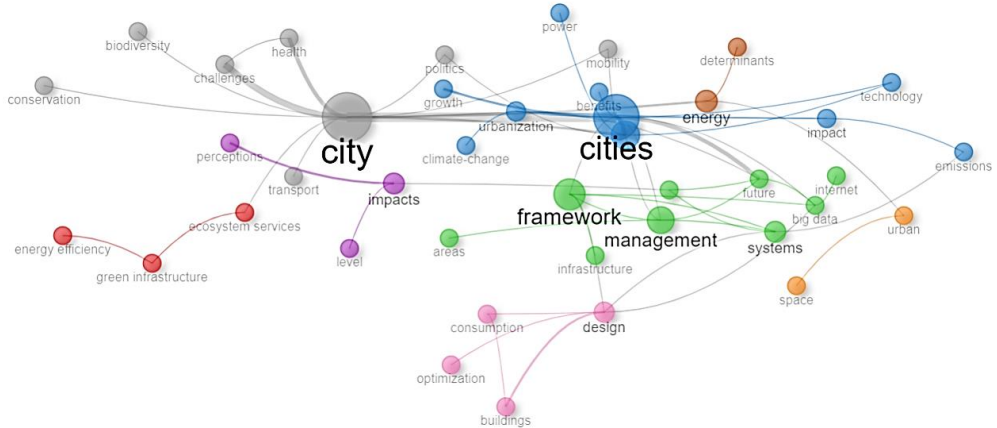 power
biodiversity
health
politics
mobility
determinants
challenges
conservation
growth
benefits
technology
energy
urbanization
impact
city
cities
climate-change
perceptions
emissions
transport
impacts
future
internet
framework
big data
ecosystem services
management
systems
urban
energy efficiency
areas
level
infrastructure
green infrastructure
space
consumption
design
optimization
buildings